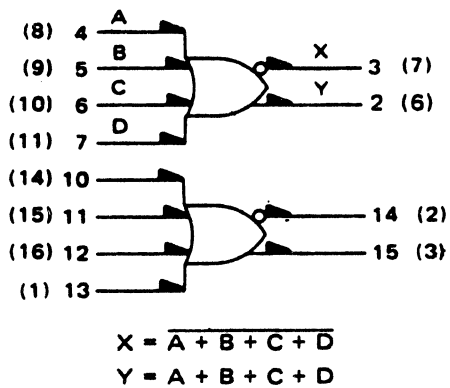 (8) 4 A
(9) 5 B X 3 (7)
(10) 6 C Y 2 (6)
(11) 7 D
(14) 10
(15) 11 14 (2)
(16) 12 15 (3)
(1) 13
X = A + B + C + D
Y = A + B + C + D